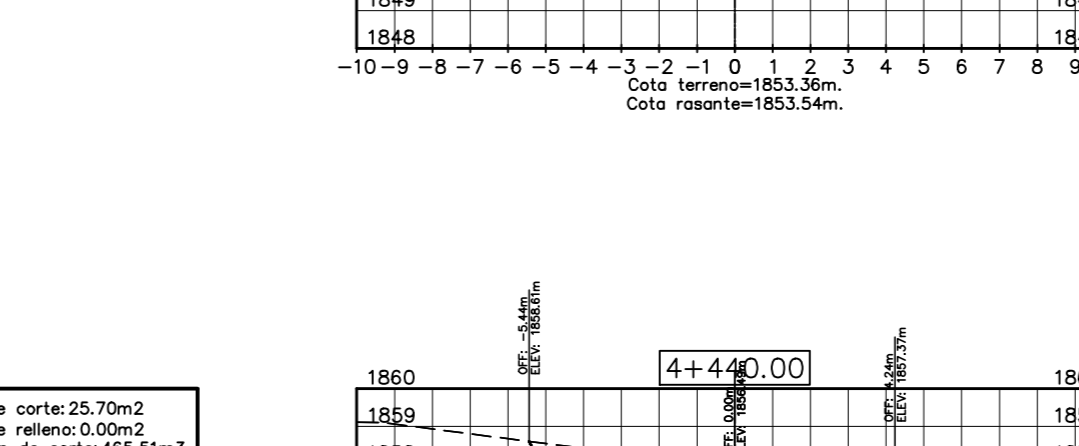 1849
1848
-10 -9 -8 -7 -6 -5 -4 -3 -2 -1 0 1 2 3 4 5 6 7 8 9
Cota terreno=1853.36m.
Cota rasante=1853.54m.
OFF: -5.44m
ELEV: 1858.61m
4+440.00
OFF: 0.00m
OFF: 4.24m
ELEV: 1857.37m
1860
1859
e corte: 25.70m2
e relleno: 0.00m2